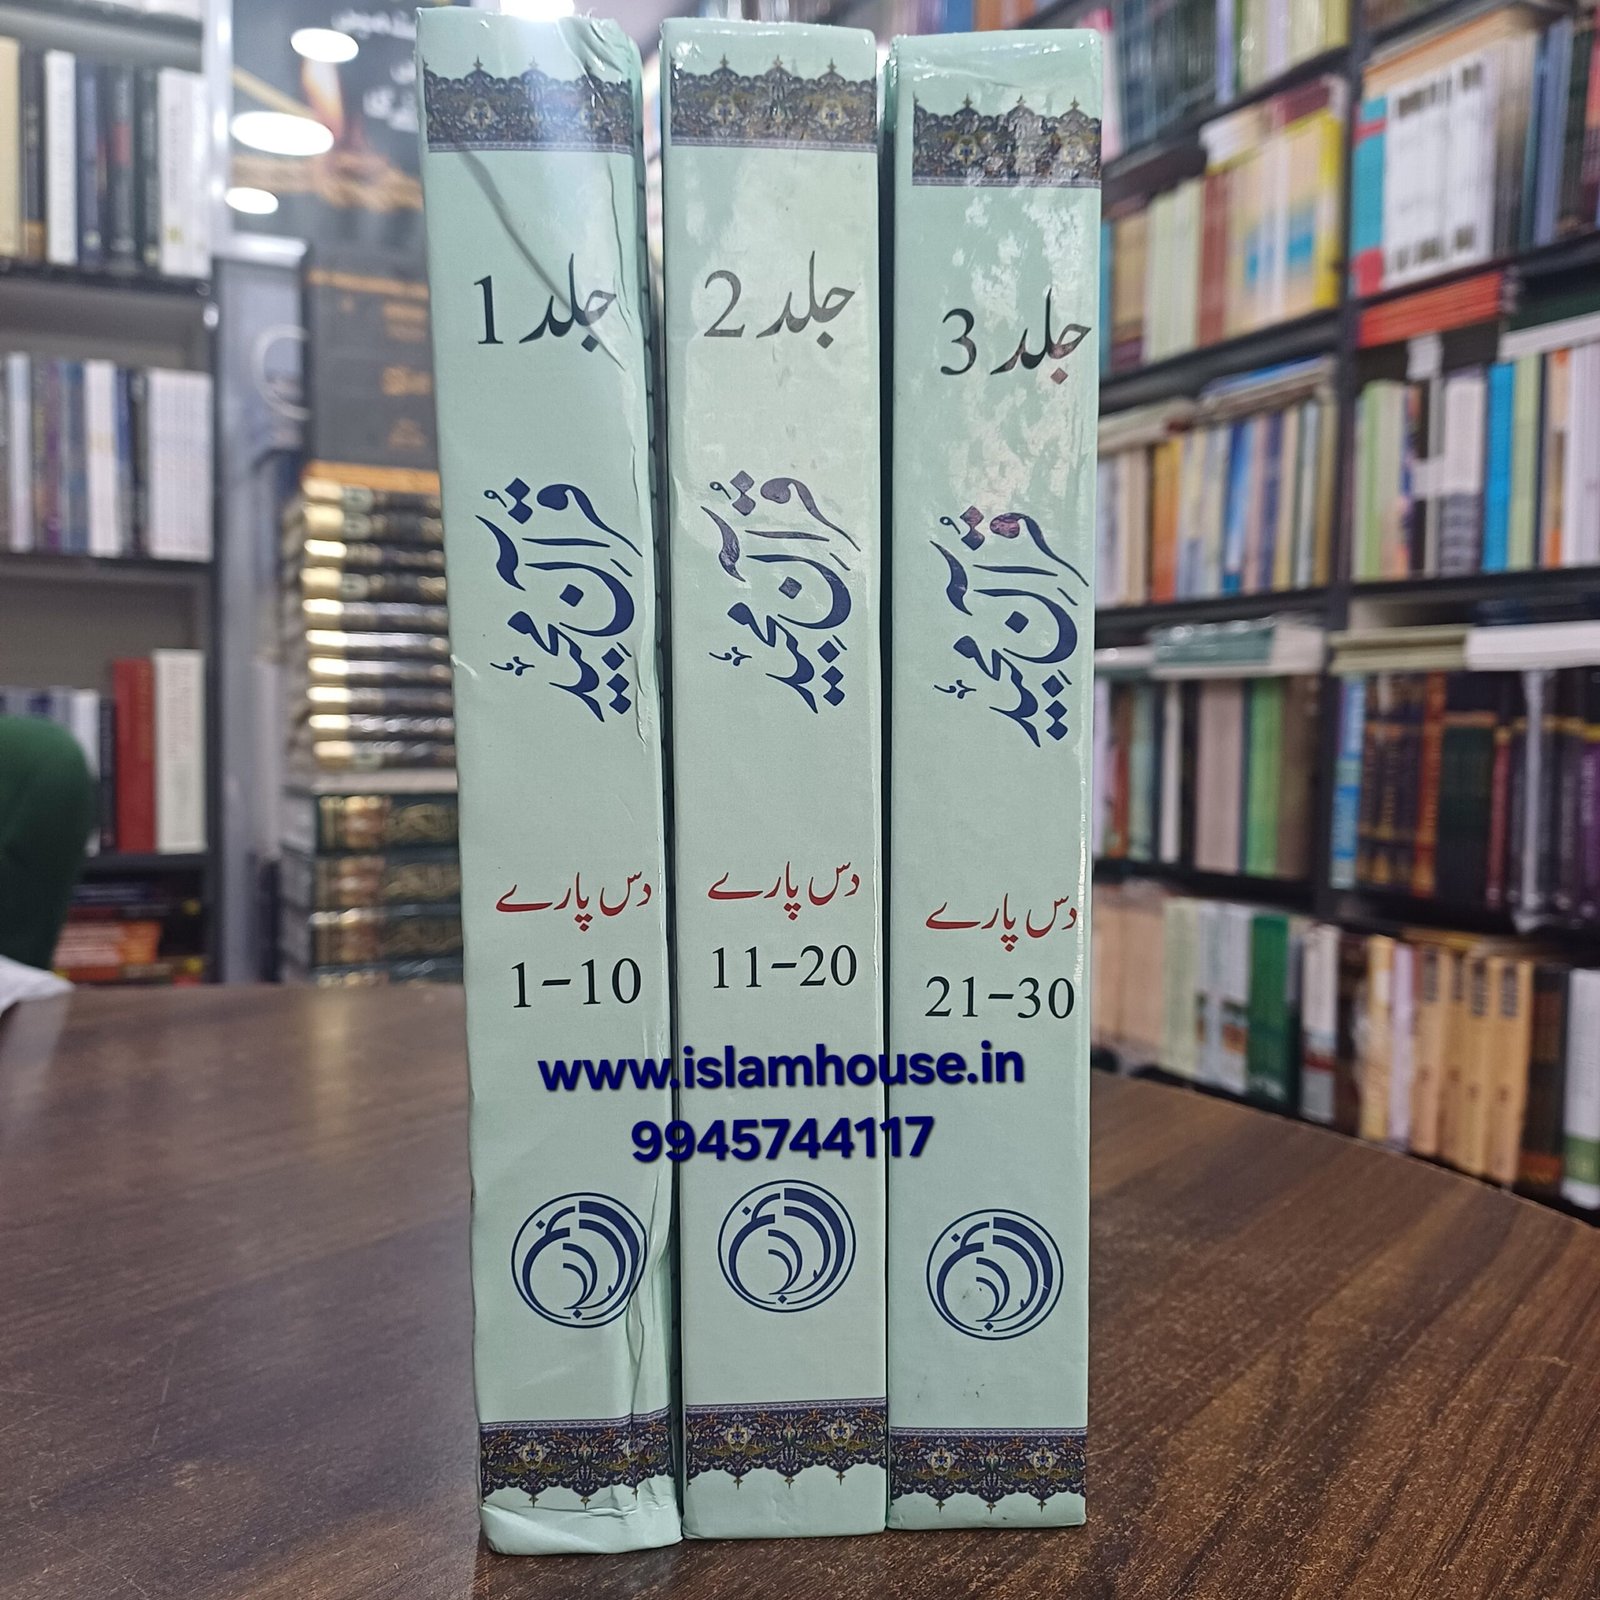 جلد 1
قرآن مجید
دس پارے
1-10
جلد 2
قرآن مجید
دس پارے
11-20
جلد 3
قرآن مجید
دس پارے
21-30
www.islamhouse.in
9945744117